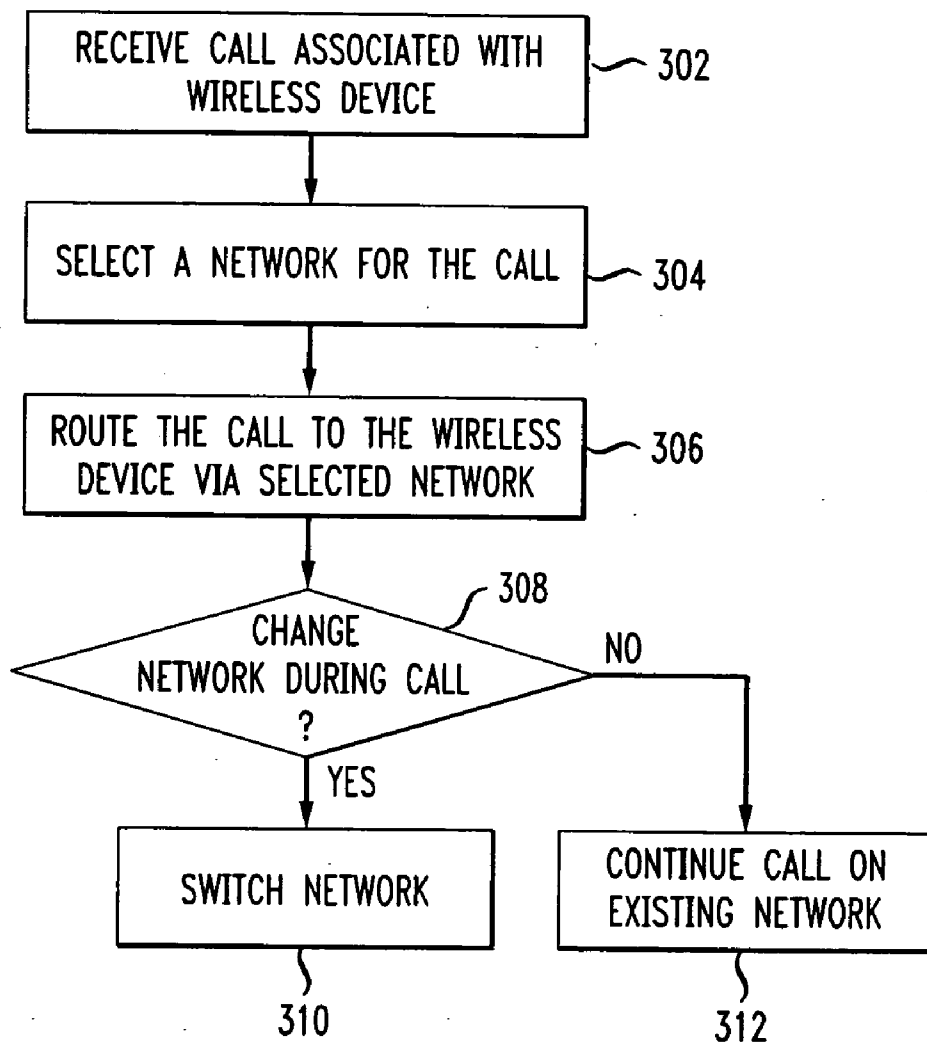 RECEIVE CALL ASSOCIATED WITH
WIRELESS DEVICE
302
SELECT A NETWORK FOR THE CALL
304
ROUTE THE CALL TO THE WIRELESS
DEVICE VIA SELECTED NETWORK
306
308
CHANGE
NETWORK DURING CALL
?
NO
YES
SWITCH NETWORK
CONTINUE CALL ON
EXISTING NETWORK
310
312